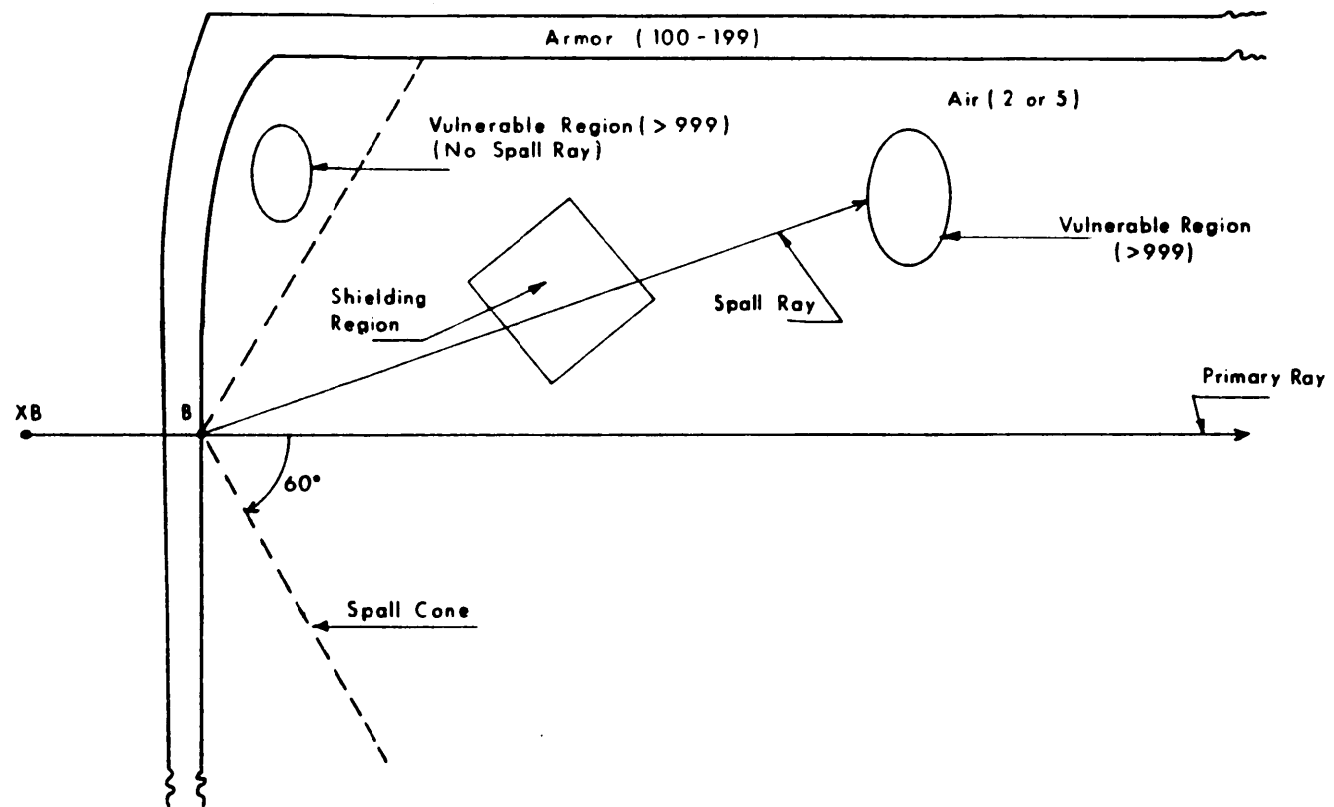 Armor (100-199)
Air (2 or 5)
Vulnerable Region (> 999)
(No Spall Ray)
Vulnerable Region
(>999)
Shielding
Region
Spall Ray
Primary Ray
XB
B
60°
Spall Cone